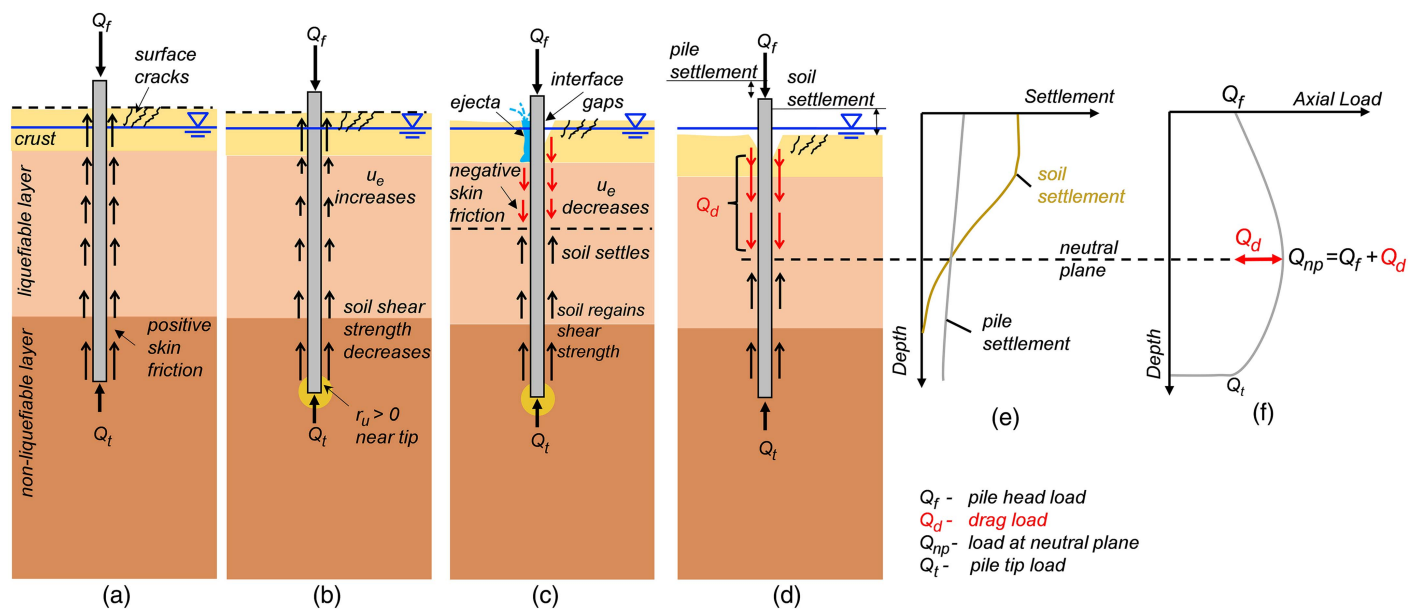 Q_f
surface
cracks
crust
liquefiable layer
non-liquefiable layer
positive
skin
friction
Q_t
(a)
Q_f
u_e
increases
soil shear
strength
decreases
r_u > 0
near tip
Q_t
(b)
Q_f
interface
gaps
ejecta
negative
skin
friction
u_e
decreases
soil settles
soil regains
shear
strength
Q_t
(c)
Q_f
pile
settlement
soil
settlement
Q_d
Q_t
(d)
Settlement
soil
settlement
neutral
plane
pile
settlement
Depth
(e)
Q_f
Axial Load
Q_d
Q_np=Q_f + Q_d
Depth
Q_t
(f)
Q_f - pile head load
Q_d - drag load
Q_np- load at neutral plane
Q_t - pile tip load